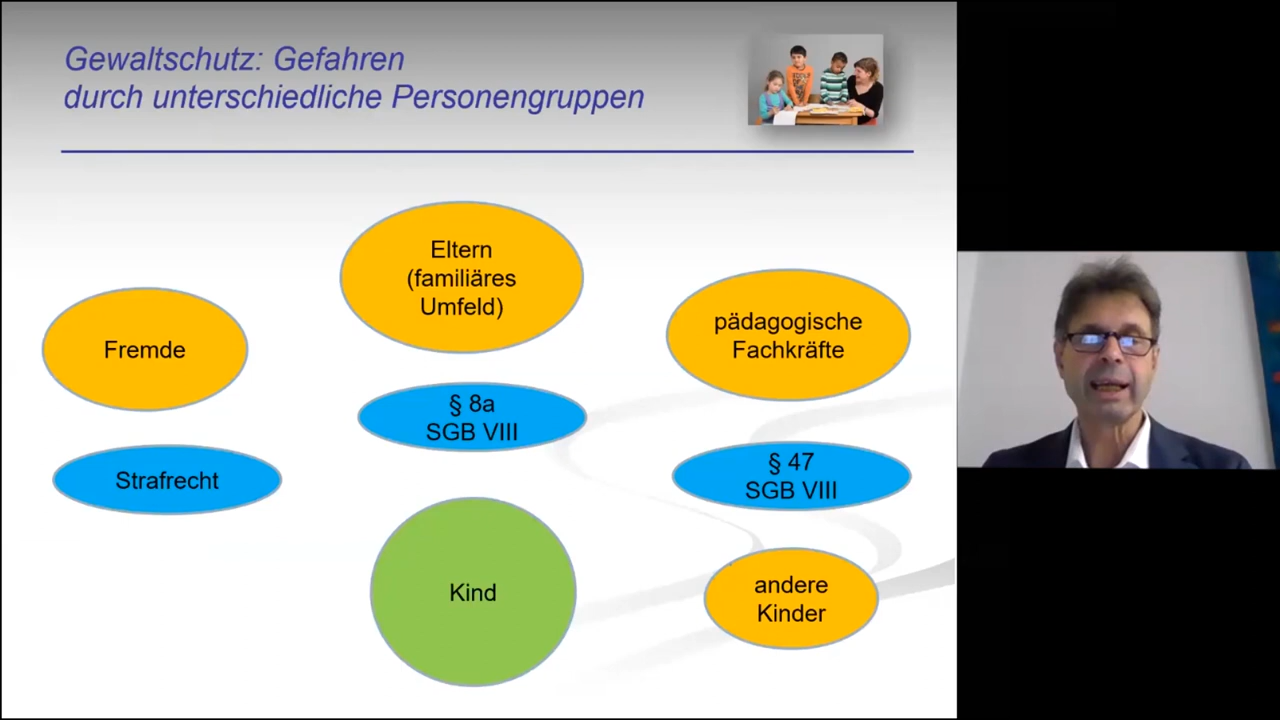 Gewaltschutz: Gefahren
durch unterschiedliche Personengruppen
Eltern
(familiäres
Umfeld)
Fremde
pädagogische
Fachkräfte
§ 8a
SGB VIII
Strafrecht
§ 47
SGB VIII
Kind
andere
Kinder